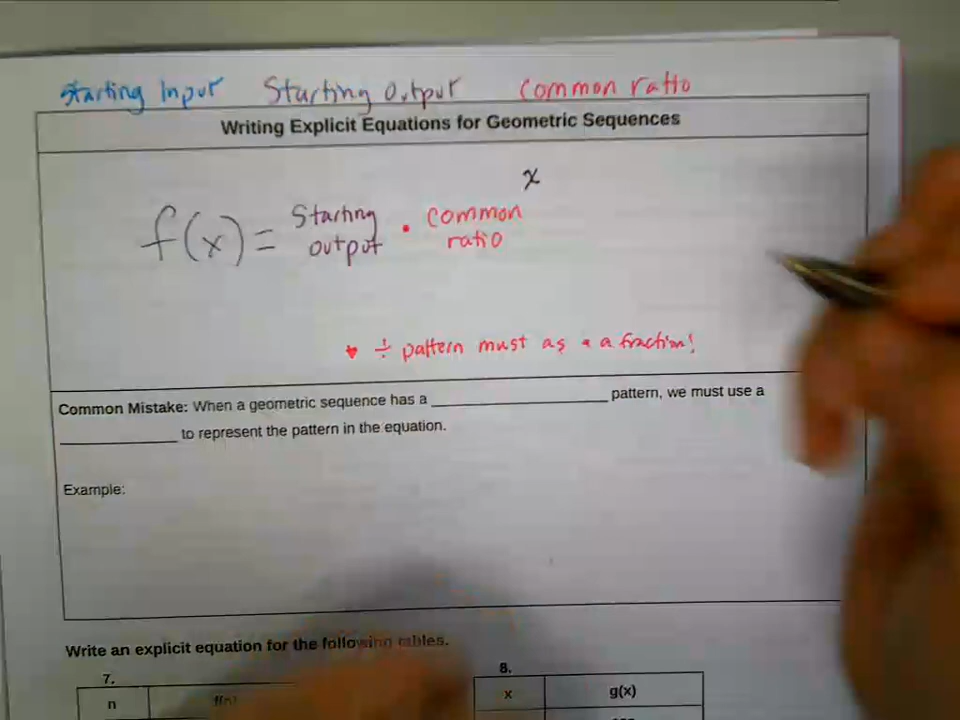 Starting Input Starting Output Common ratio
Writing Explicit Equations for Geometric Sequences
x
f(x) = Starting output · Common ratio
÷ pattern must as a a fraction!
Common Mistake: When a geometric sequence has a ____________ pattern, we must use a
____________ to represent the pattern in the equation.
Example:
Write an explicit equation for the following tables.
7. 8.
n f(n) x g(x)